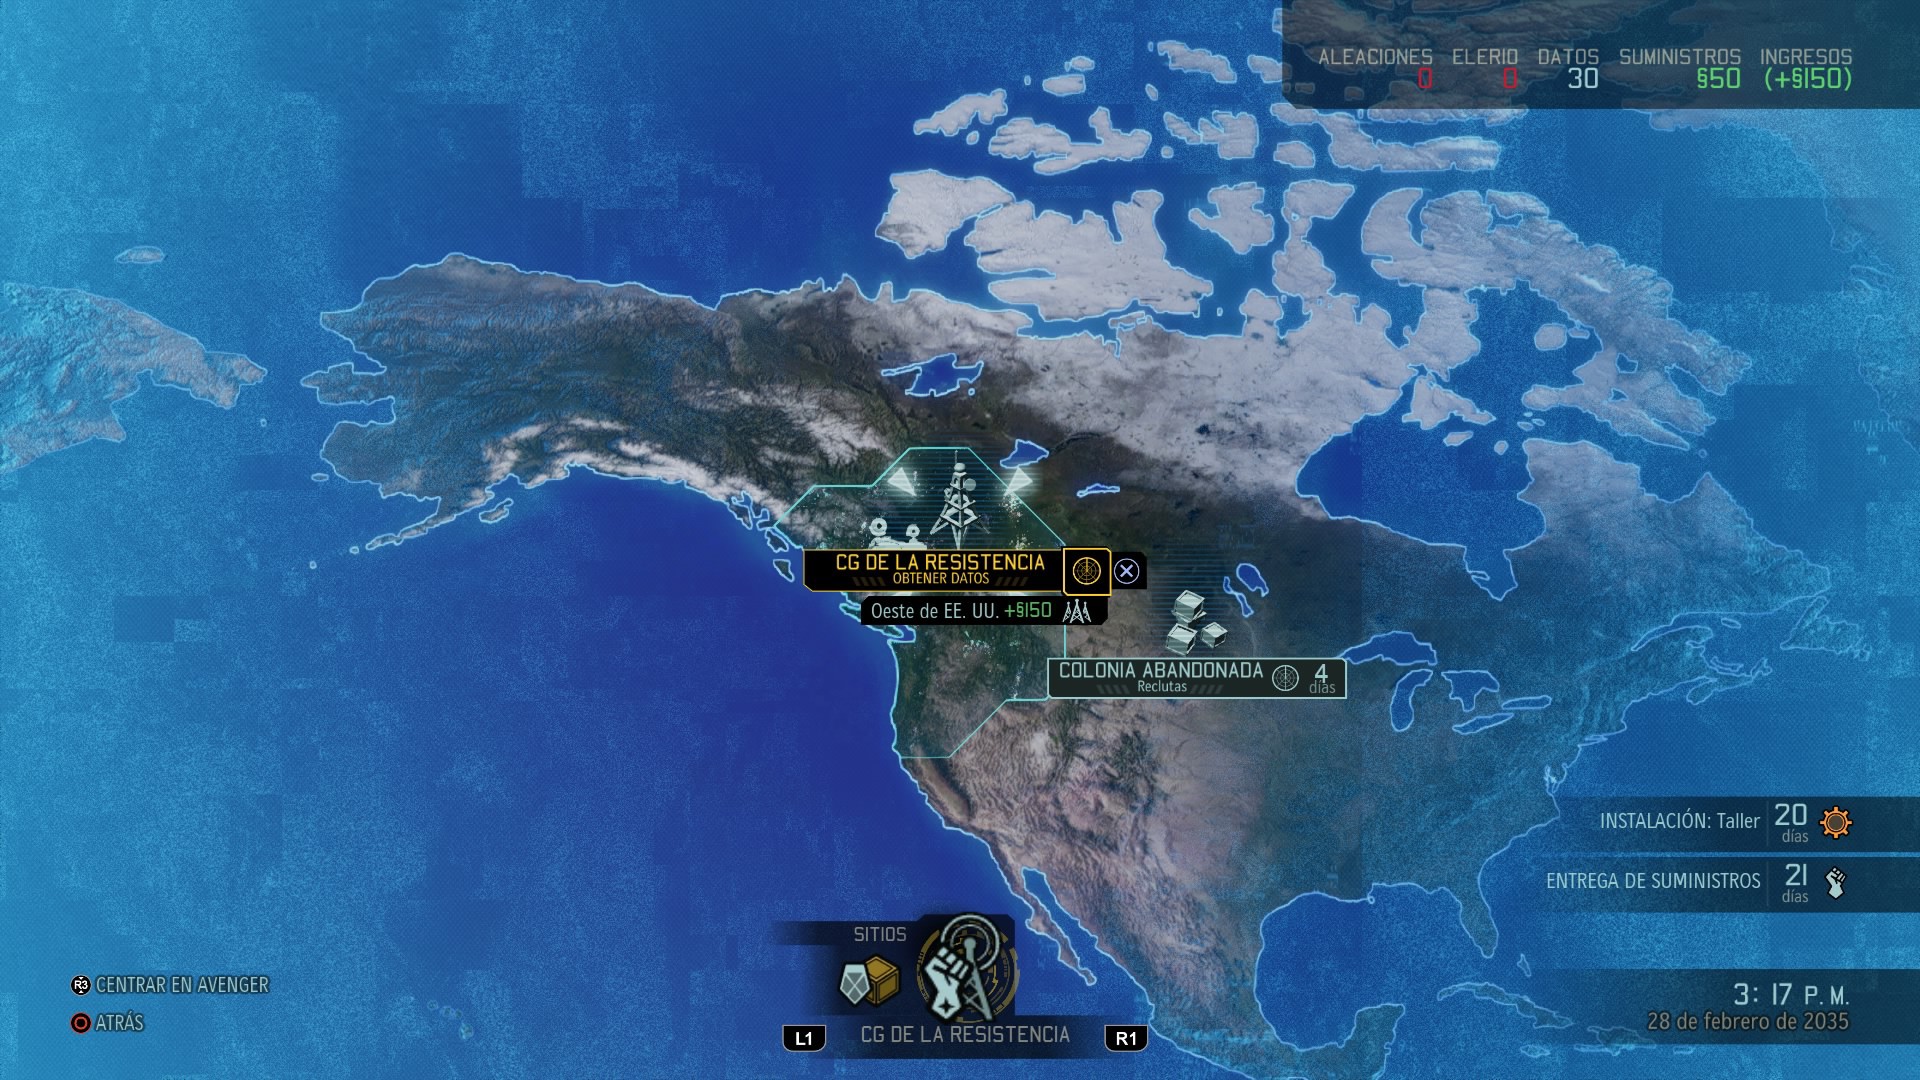 ALEACIONES ELERIO DATOS SUMINISTROS INGRESOS
0 0 30 §50 (+§150)
CG DE LA RESISTENCIA
OBTENER DATOS
Oeste de EE. UU. +§150
COLONIA ABANDONADA 4
Reclutas días
INSTALACIÓN: Taller 20
días
ENTREGA DE SUMINISTROS 21
días
SITIOS
R3 CENTRAR EN AVENGER
ATRÁS
L1 CG DE LA RESISTENCIA R1
3: 17 P. M.
28 de febrero de 2035